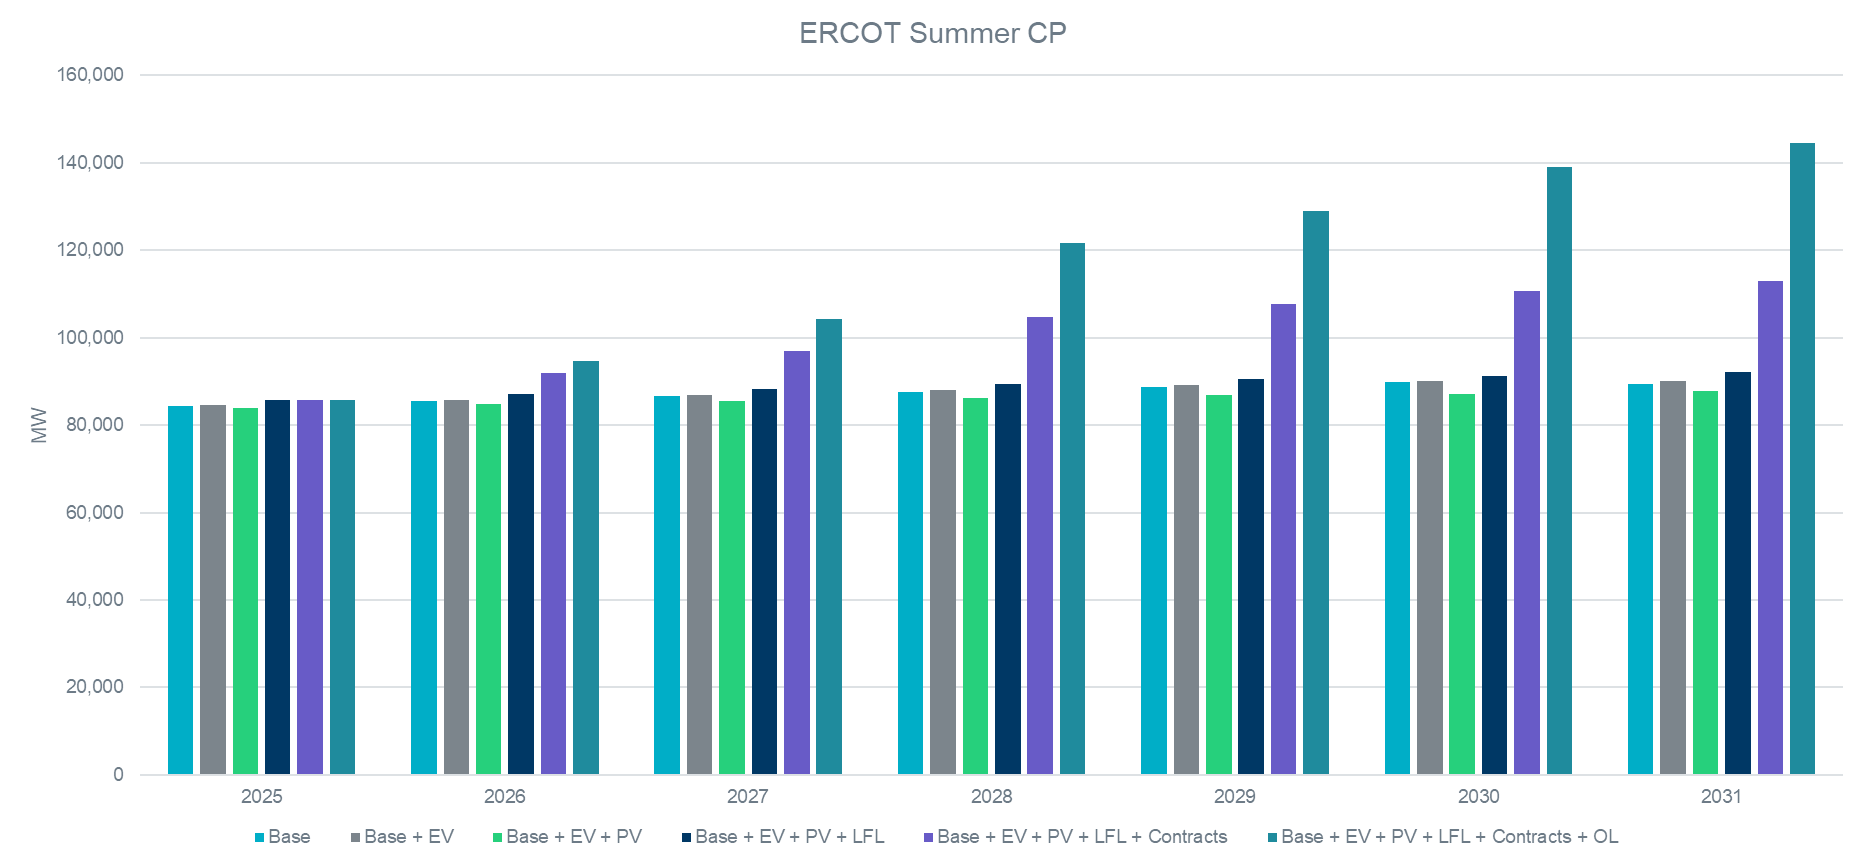 ERCOT Summer CP
160,000
140,000
120,000
100,000
80,000
60,000
40,000
20,000
0
MW
2025 2026 2027 2028 2029 2030 2031
Base Base + EV Base + EV + PV Base + EV + PV + LFL Base + EV + PV + LFL + Contracts Base + EV + PV + LFL + Contracts + OL